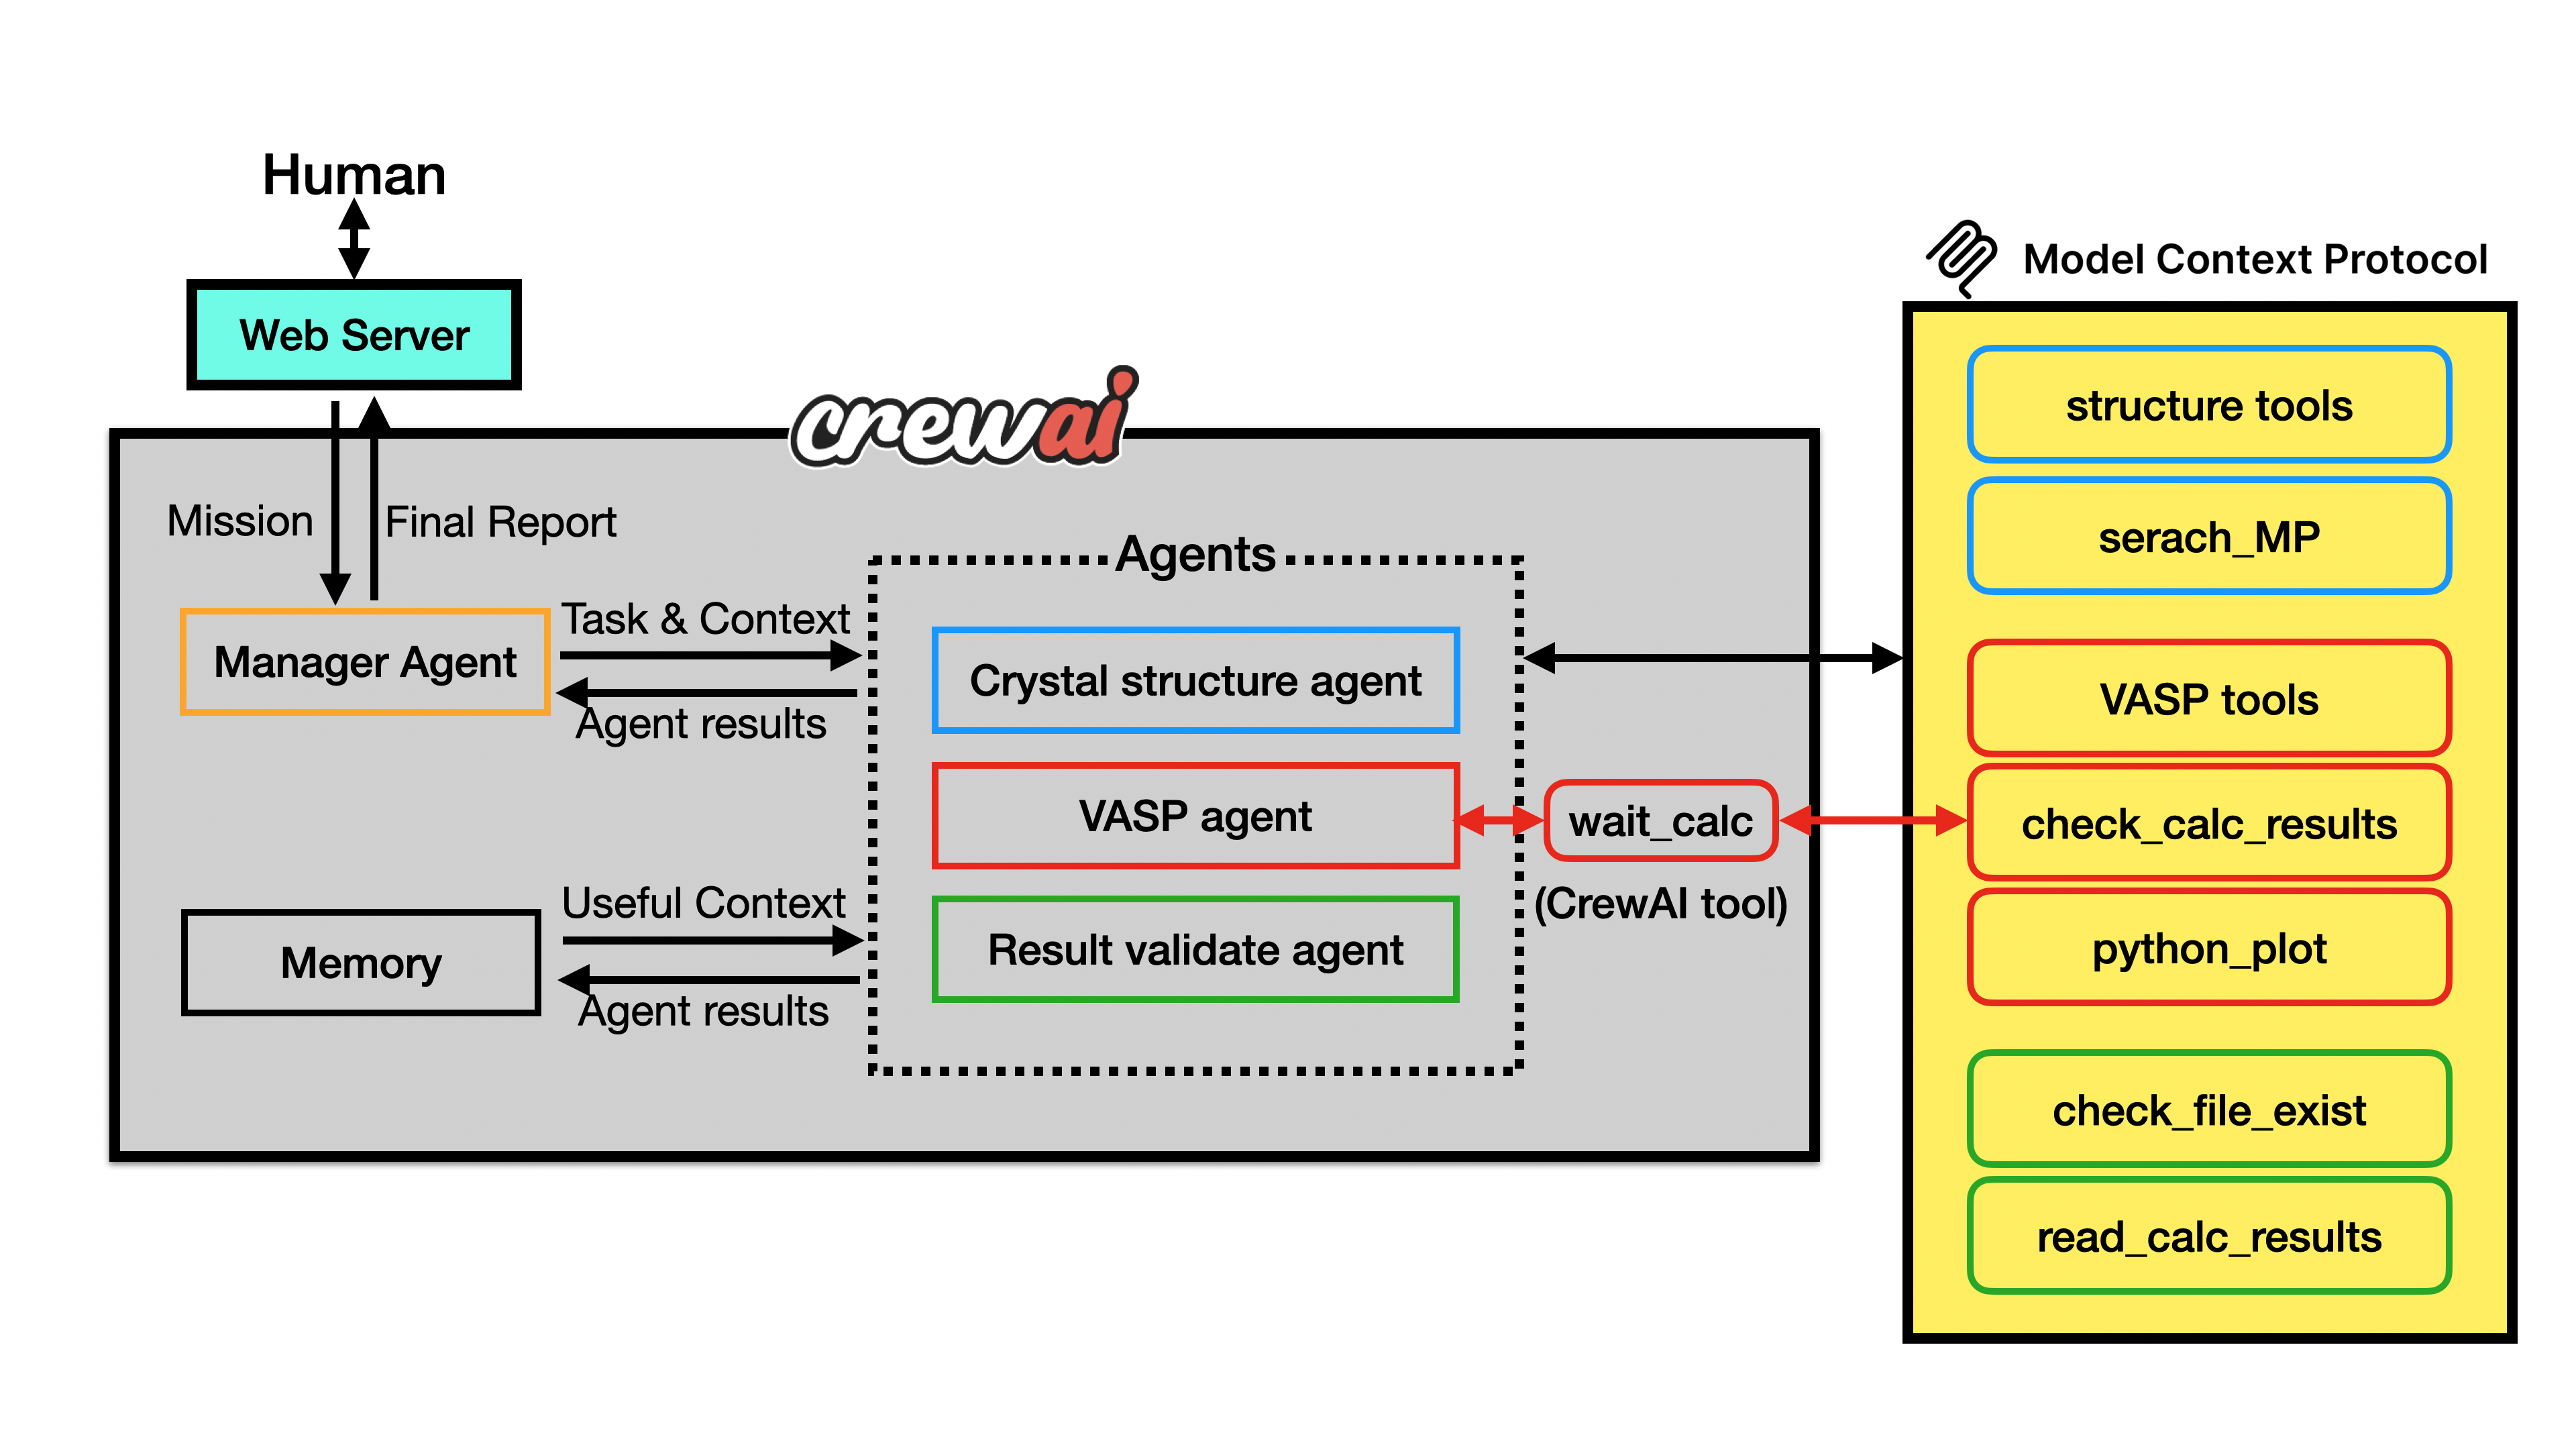 Human
Web Server
crewai
Mission
Final Report
Manager Agent
Task & Context
Agent results
Memory
Useful Context
Agent results
Agents
Crystal structure agent
VASP agent
Result validate agent
wait_calc
(CrewAI tool)
Model Context Protocol
structure tools
serach_MP
VASP tools
check_calc_results
python_plot
check_file_exist
read_calc_results